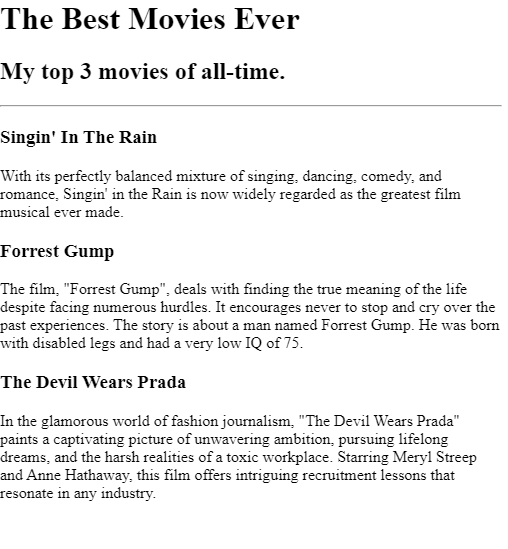 The Best Movies Ever
My top 3 movies of all-time.
Singin' In The Rain
With its perfectly balanced mixture of singing, dancing, comedy, and
romance, Singin' in the Rain is now widely regarded as the greatest film
musical ever made.
Forrest Gump
The film, "Forrest Gump", deals with finding the true meaning of the life
despite facing numerous hurdles. It encourages never to stop and cry over the
past experiences. The story is about a man named Forrest Gump. He was born
with disabled legs and had a very low IQ of 75.
The Devil Wears Prada
In the glamorous world of fashion journalism, "The Devil Wears Prada"
paints a captivating picture of unwavering ambition, pursuing lifelong
dreams, and the harsh realities of a toxic workplace. Starring Meryl Streep
and Anne Hathaway, this film offers intriguing recruitment lessons that
resonate in any industry.